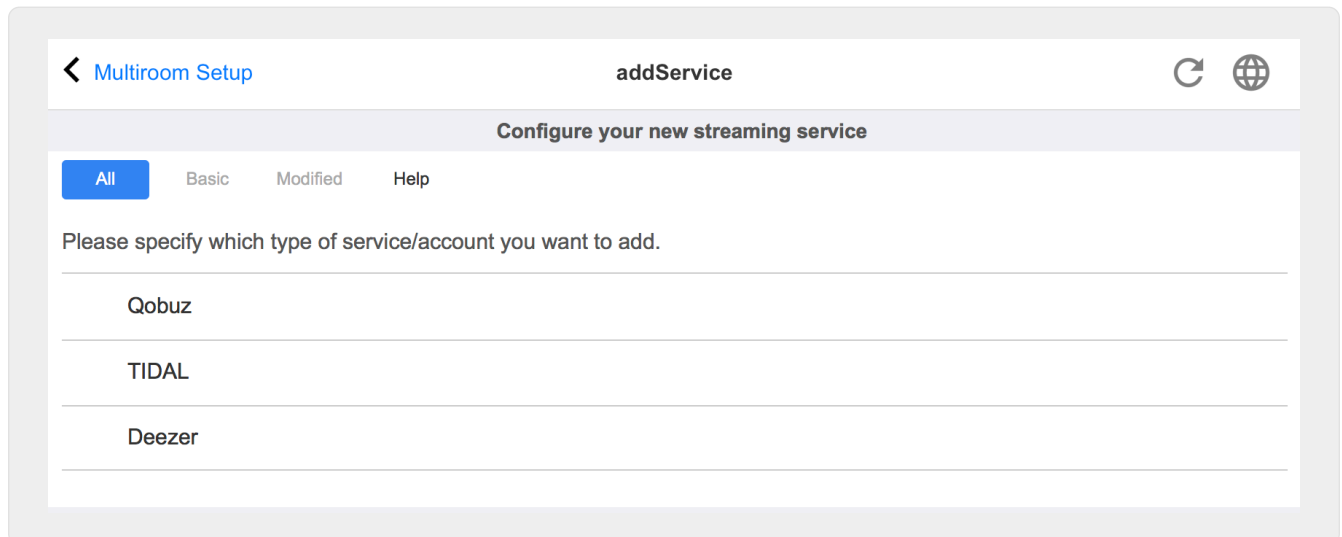 Multiroom Setup addService
Configure your new streaming service
All Basic Modified Help
Please specify which type of service/account you want to add.
Qobuz
TIDAL
Deezer